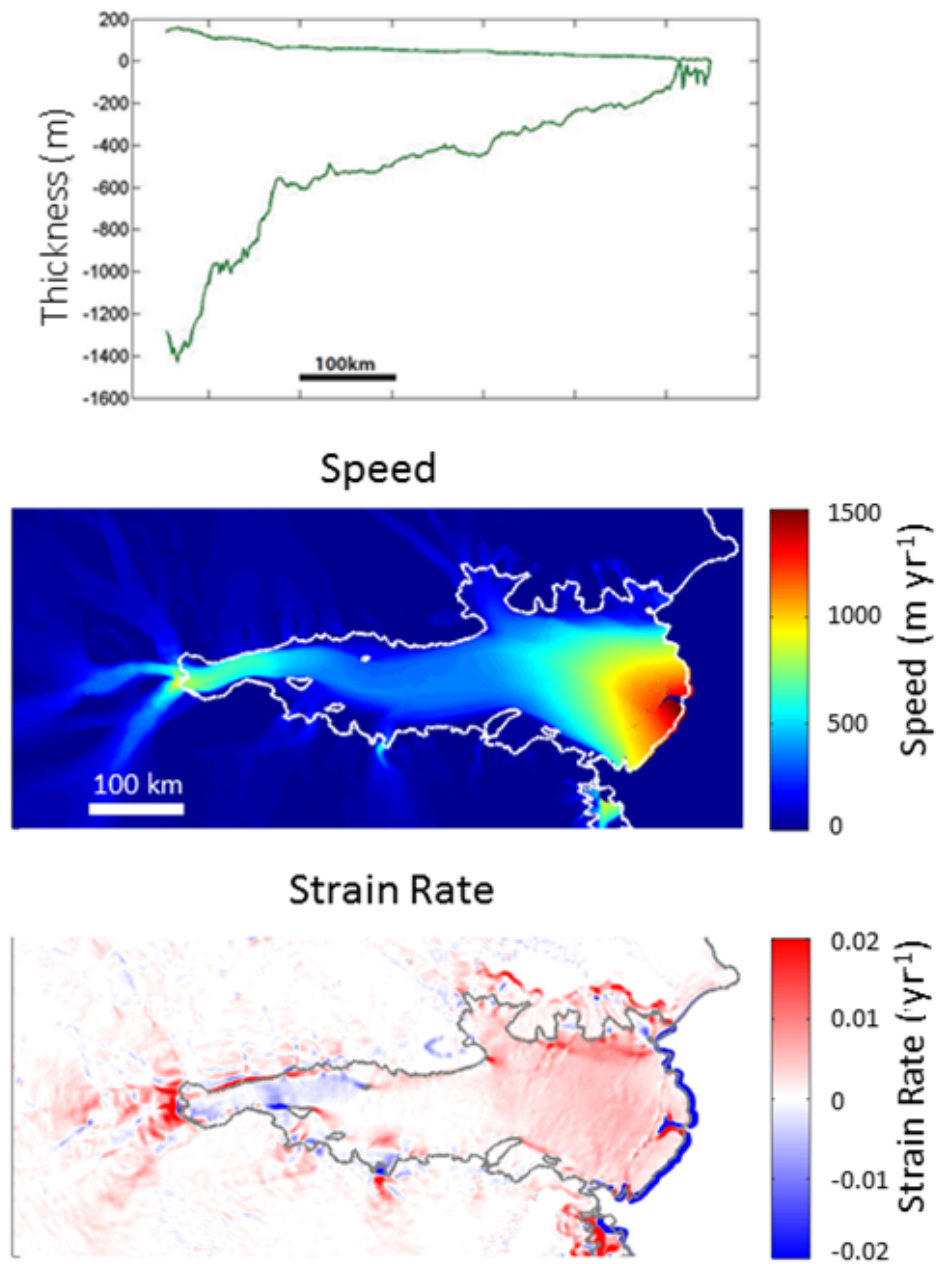 200
0
-200
-400
-600
-800
-1000
-1200
-1400
-1600
Thickness (m)
100km
Speed
1500
1000
500
0
Speed (m yr-1)
100 km
Strain Rate
0.02
0.01
0
-0.01
-0.02
Strain Rate (yr-1)